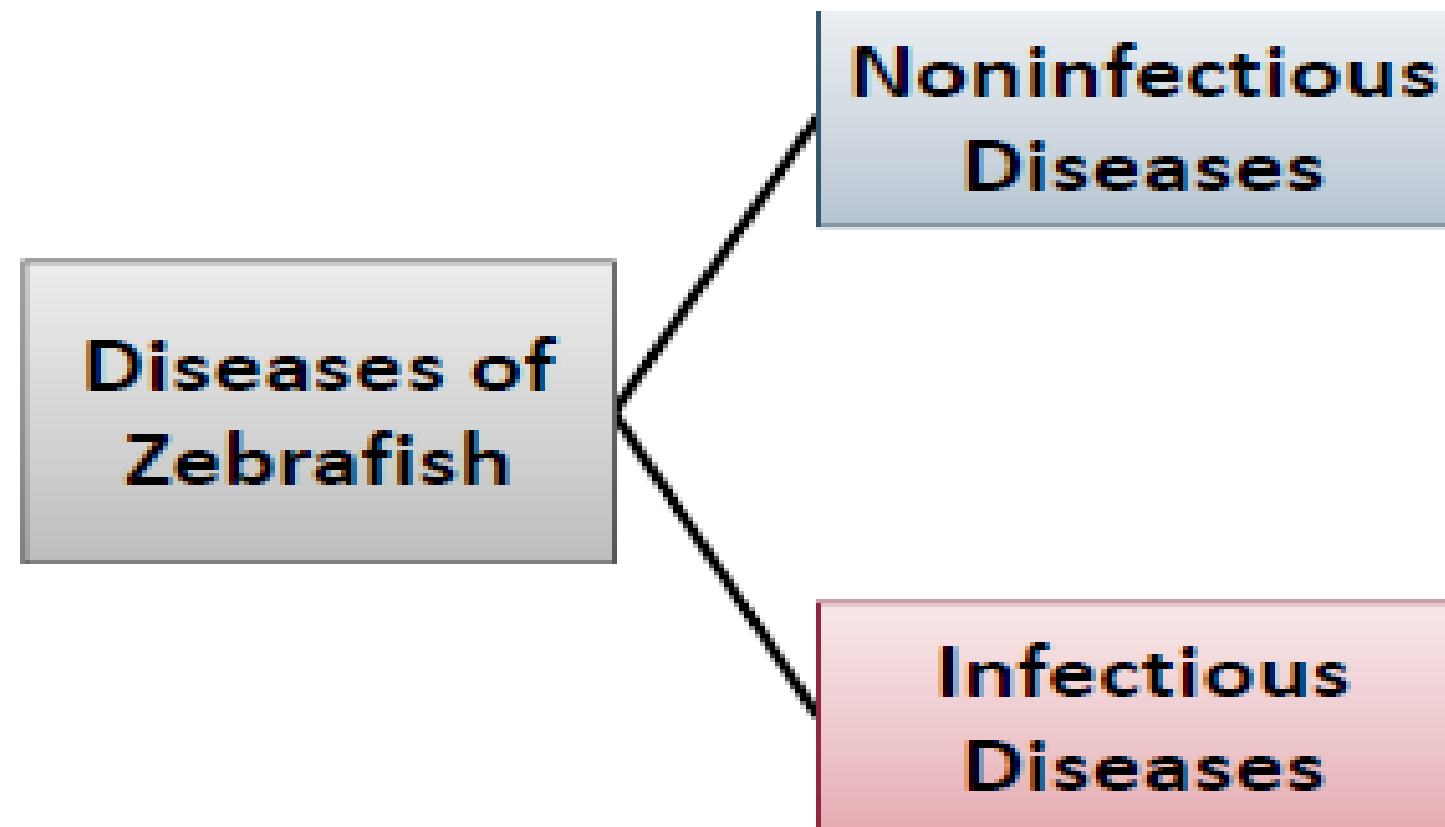 Noninfectious
Diseases
Diseases of
Zebrafish
Infectious
Diseases